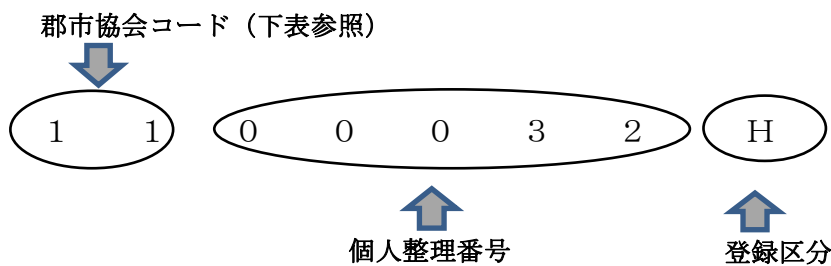 郡市協会コード（下表参照）
１ １ ０ ０ ０ ３ ２ Ｈ
個人整理番号
登録区分